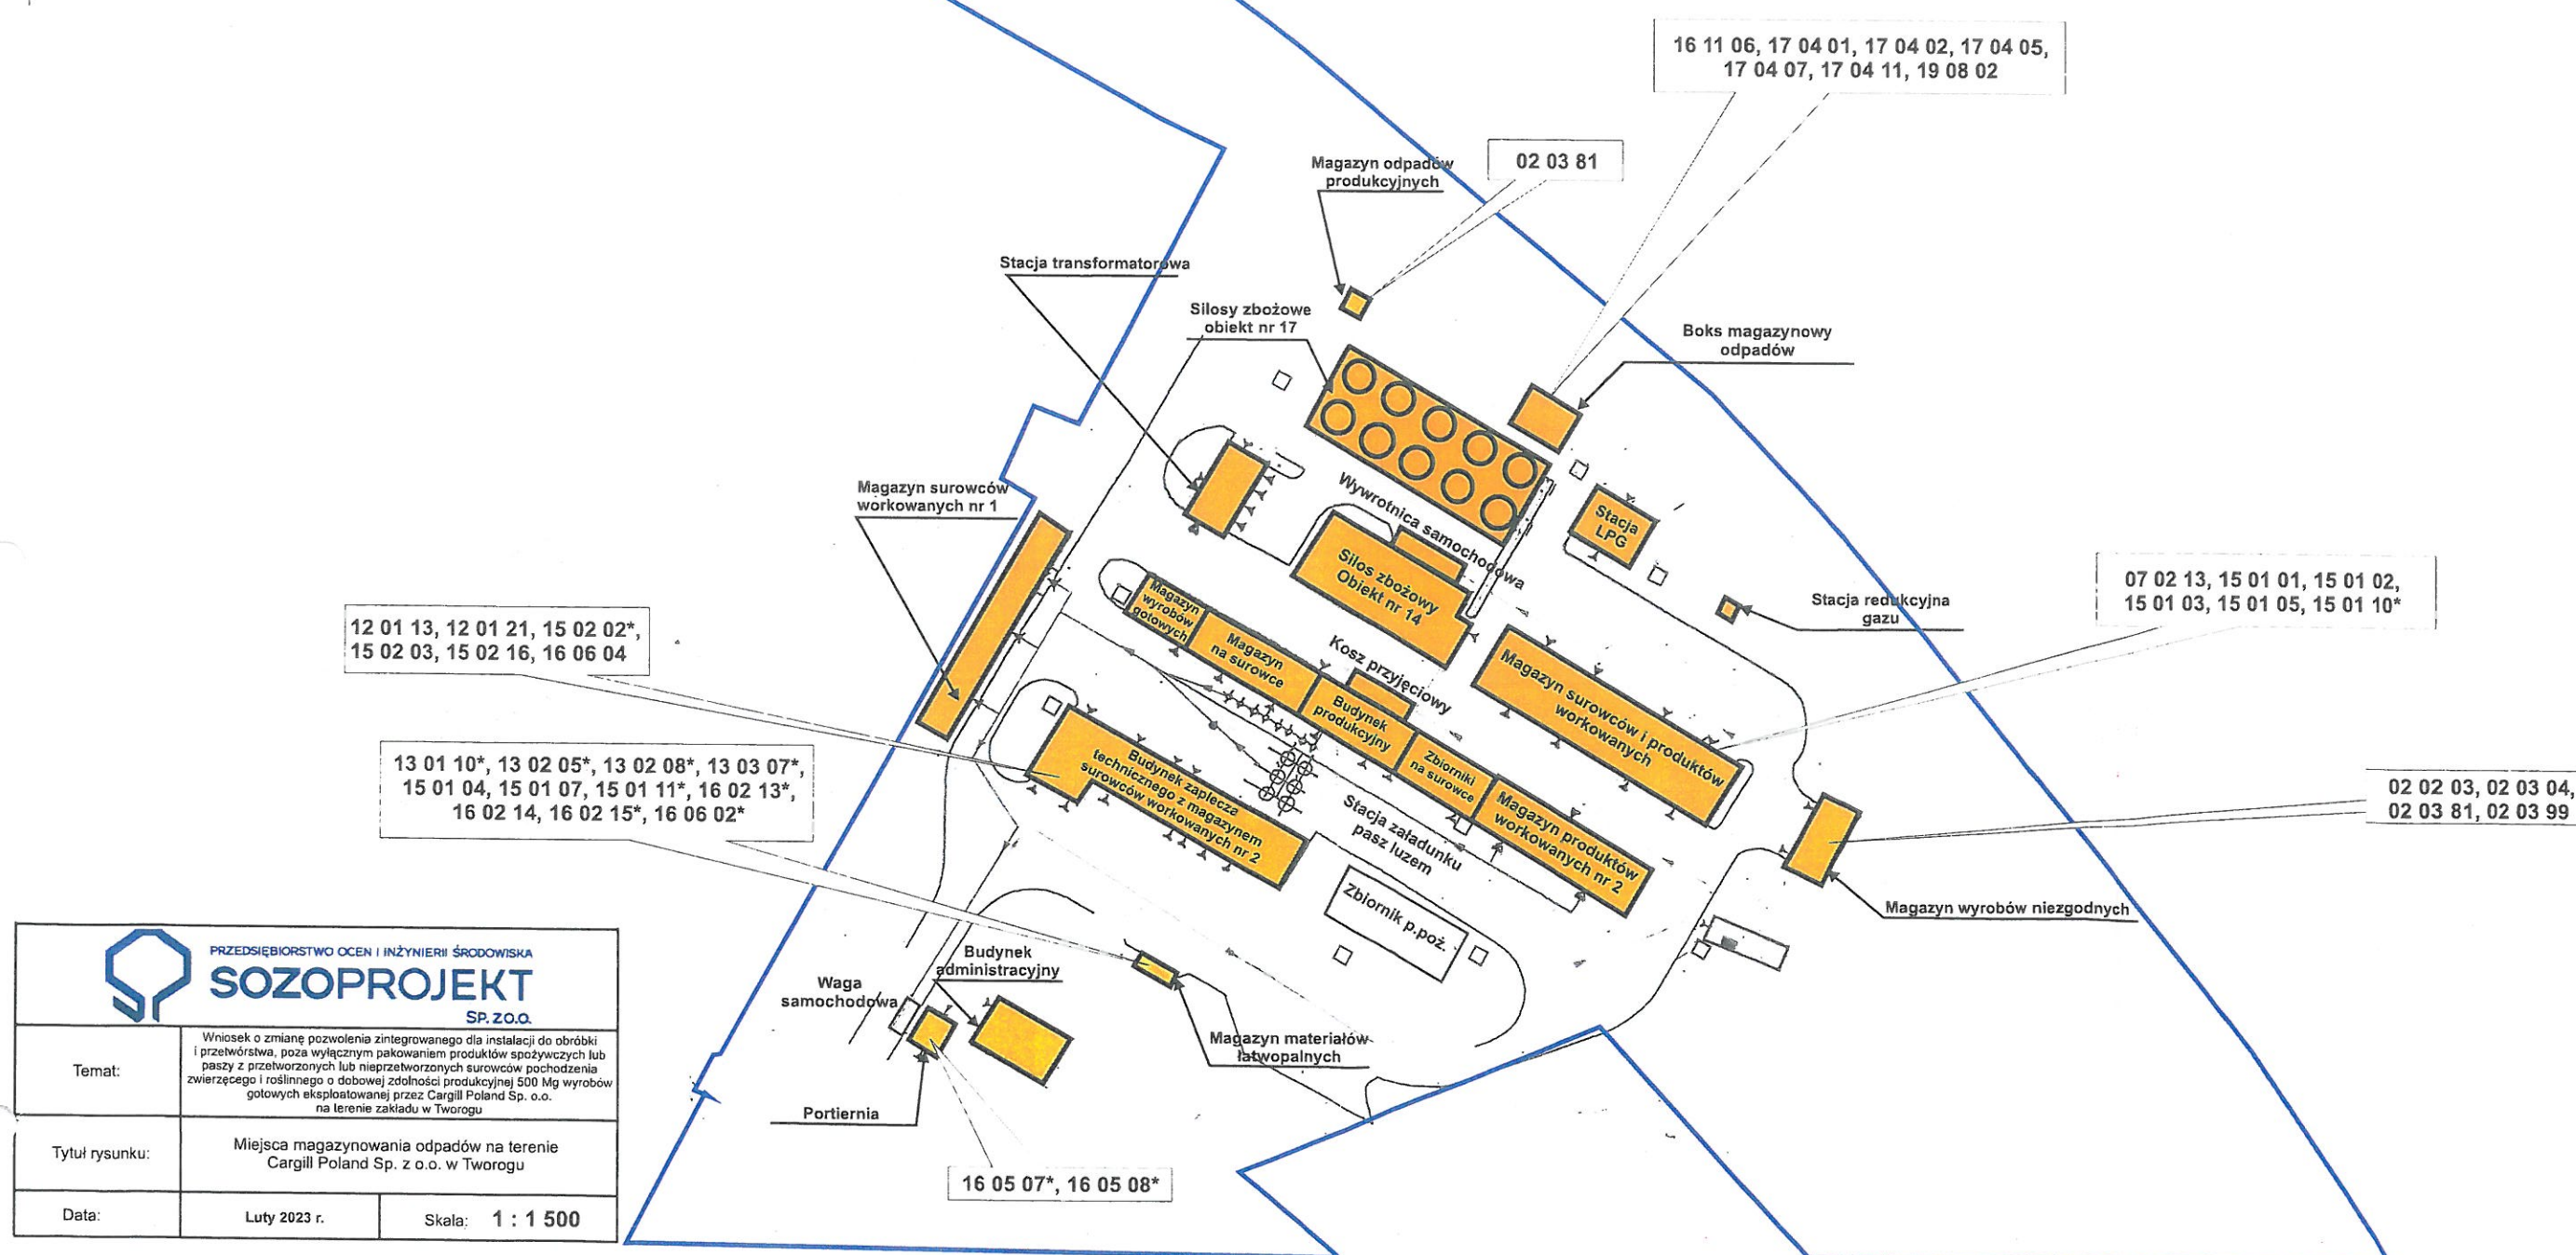 16 11 06, 17 04 01, 17 04 02, 17 04 05,
17 04 07, 17 04 11, 19 08 02
Magazyn odpadów
produkcyjnych
02 03 81
Stacja transformatorowa
Silosy zbożowe
obiekt nr 17
Boks magazynowy
odpadów
Magazyn surowców
workowanych nr 1
Wywrotnica samochodowa
Stacja
LPG
Silos zbożowy
Obiekt nr 14
07 02 13, 15 01 01, 15 01 02,
15 01 03, 15 01 05, 15 01 10*
Stacja redukcyjna
gazu
12 01 13, 12 01 21, 15 02 02*,
15 02 03, 15 02 16, 16 06 04
Magazyn
wyrobów
gotowych
Magazyn
na surowce
Kosz przyjęciowy
Budynek
produkcyjny
Zbiorniki
na surowce
Magazyn produktów
workowanych nr 2
Magazyn surowców i produktów
workowanych
13 01 10*, 13 02 05*, 13 02 08*, 13 03 07*,
15 01 04, 15 01 07, 15 01 11*, 16 02 13*,
16 02 14, 16 02 15*, 16 06 02*
Budynek zaplecza
technicznego z magazynem
surowców workowanych nr 2
Stacja załadunku
pasz luzem
Zbiornik p.poż.
02 02 03, 02 03 04,
02 03 81, 02 03 99
Magazyn wyrobów niezgodnych
Budynek
administracyjny
Waga
samochodowa
Magazyn materiałów
łatwopalnych
Portiernia
16 05 07*, 16 05 08*
PRZEDSIĘBIORSTWO OCEN I INŻYNIERII ŚRODOWISKA
SOZOPROJEKT
SP. Z O.O.
Temat:
Wniosek o zmianę pozwolenia zintegrowanego dla instalacji do obróbki
i przetwórstwa, poza wyłącznym pakowaniem produktów spożywczych lub
paszy z przetworzonych lub nieprzetworzonych surowców pochodzenia
zwierzęcego i roślinnego o dobowej zdolności produkcyjnej 500 Mg wyrobów
gotowych eksploatowanej przez Cargill Poland Sp. o.o.
na terenie zakładu w Tworogu
Tytuł rysunku:
Miejsca magazynowania odpadów na terenie
Cargill Poland Sp. z o.o. w Tworogu
Data:
Luty 2023 r.
Skala: 1 : 1 500